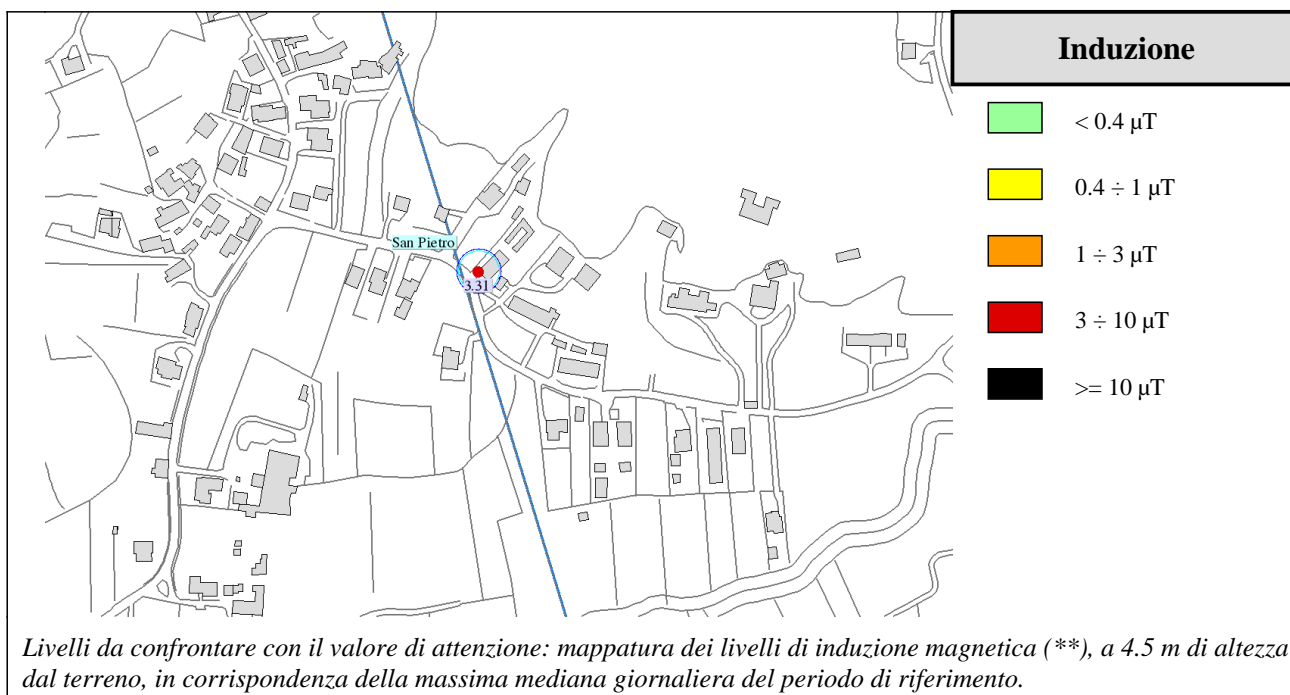 Induzione
< 0.4 µT
0.4 ÷ 1 µT
1 ÷ 3 µT
3 ÷ 10 µT
>= 10 µT
San Pietro
3.31
Livelli da confrontare con il valore di attenzione: mappatura dei livelli di induzione magnetica (**), a 4.5 m di altezza
dal terreno, in corrispondenza della massima mediana giornaliera del periodo di riferimento.